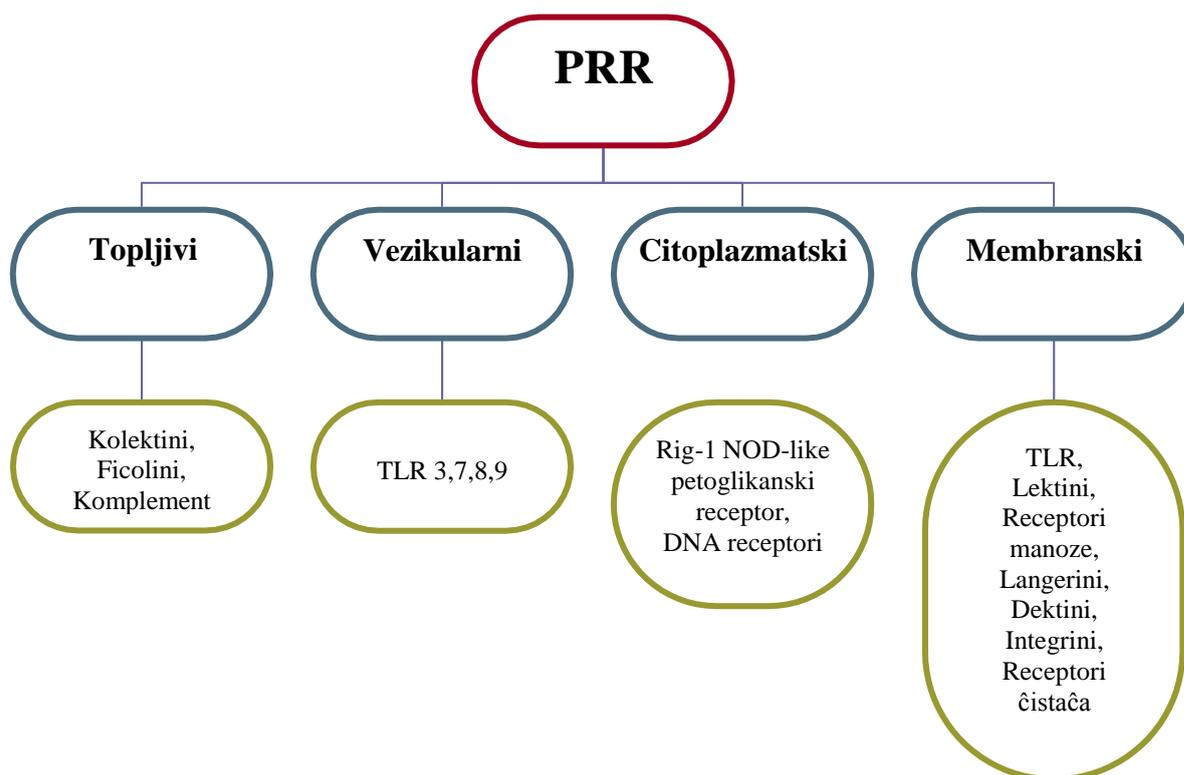 PRR
Topljivi
Vezikularni
Citoplazmatski
Membranski
Kolektini,
Ficolini,
Komplement
TLR 3,7,8,9
Rig-1 NOD-like
petoglikanski
receptor,
DNA receptori
TLR,
Lektini,
Receptori
manoze,
Langerini,
Dektini,
Integrini,
Receptori
ĉistaĉa